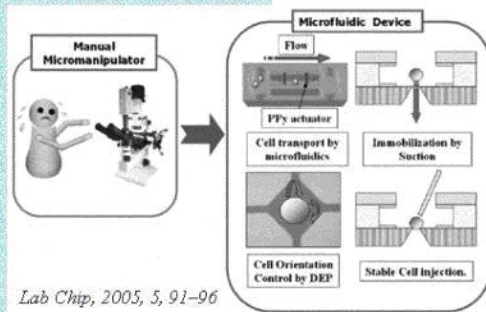 Manual
Micromanipulator
Microfluidic Device
Flow
PPy actuator
Cell transport by
microfluidics
Immobilization by
Suction
Cell Orientation
Control by DEP
Stable Cell injection.
Lab Chip, 2005, 5, 91–96